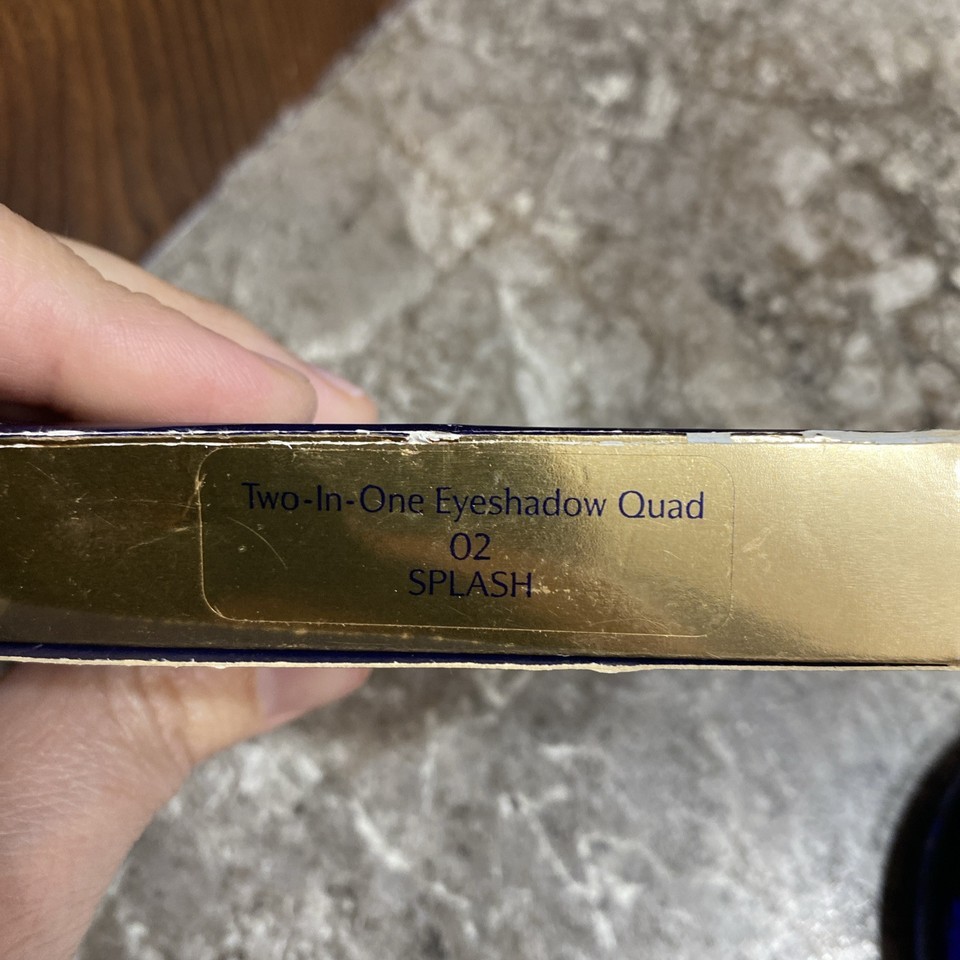 Two-In-One Eyeshadow Quad
02
SPLASH